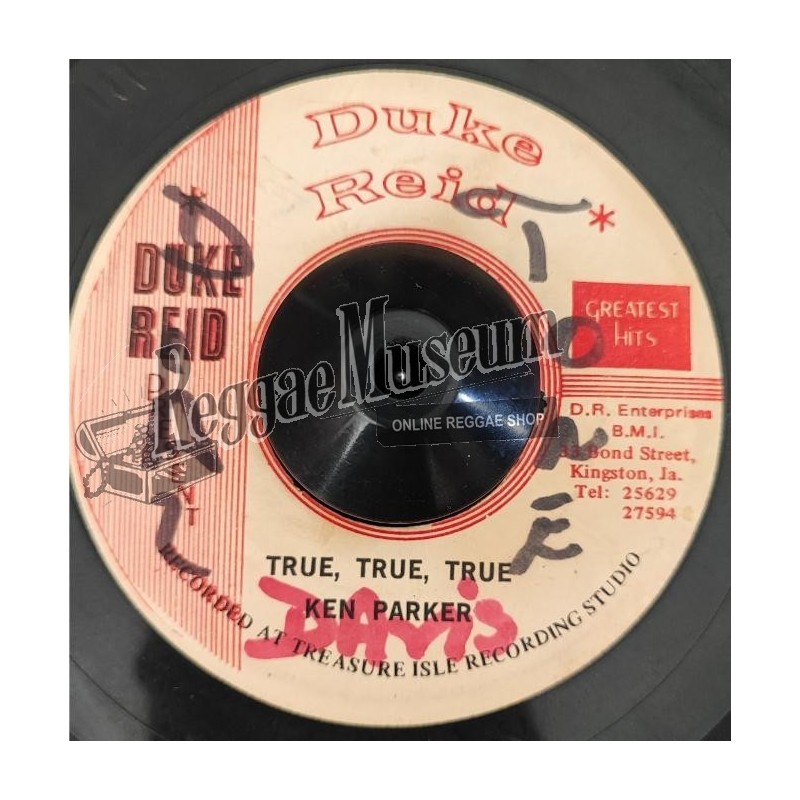 Duke
Reid
DUKE
REID
PRESENT
GREATEST
HITS
D.R. Enterprises
B.M.I.
33 Bond Street,
Kingston, Ja.
Tel: 25629
27594
ReggaeMuseum
ONLINE REGGAE SHOP
TRUE, TRUE, TRUE
KEN PARKER
DAVIS
RECORDED AT TREASURE ISLE RECORDING STUDIO